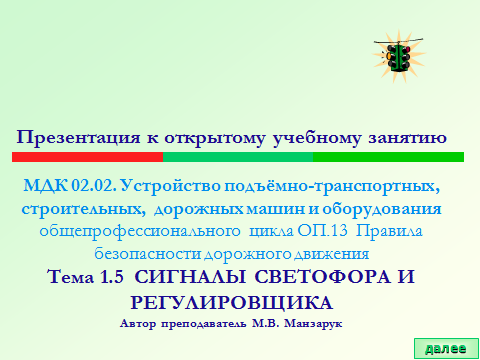 Презентация к открытому учебному занятию
МДК 02.02. Устройство подъёмно-транспортных,
строительных, дорожных машин и оборудования
общепрофессионального цикла ОП.13 Правила
безопасности дорожного движения
Тема 1.5 СИГНАЛЫ СВЕТОФОРА И
РЕГУЛИРОВЩИКА
Автор преподаватель М.В. Манзарук
далее